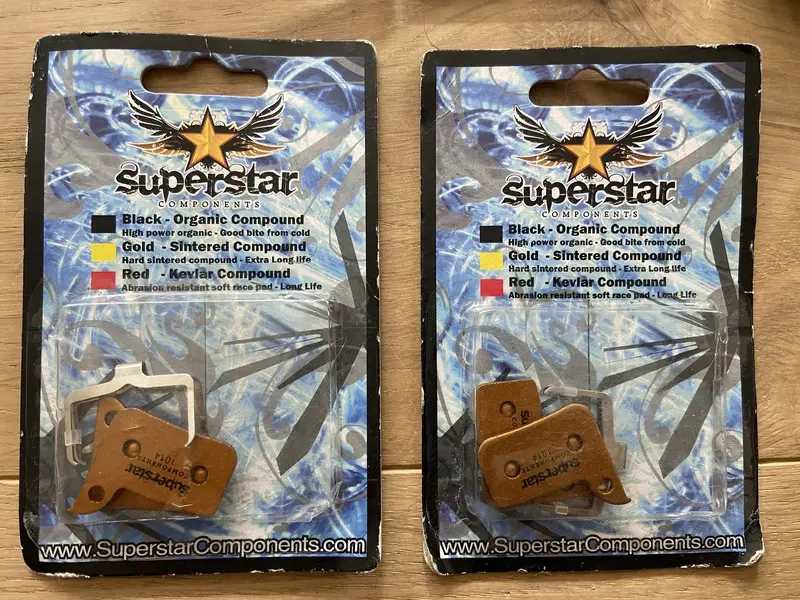 SuperStar
COMPONENTS
Black - Organic Compound
High power organic - Good bite from cold
Gold - Sintered Compound
Hard sintered compound - Extra Long life
Red - Kevlar Compound
Abrasion resistant soft race pad - Long Life
SuperStar
COMPONENTS
1014
www.SuperstarComponents.com
SuperStar
COMPONENTS
Black - Organic Compound
High power organic - Good bite from cold
Gold - Sintered Compound
Hard sintered compound - Extra Long life
Red - Kevlar Compound
Abrasion resistant soft race pad - Long Life
SuperStar
COMPONENTS
1014
www.SuperstarComponents.com